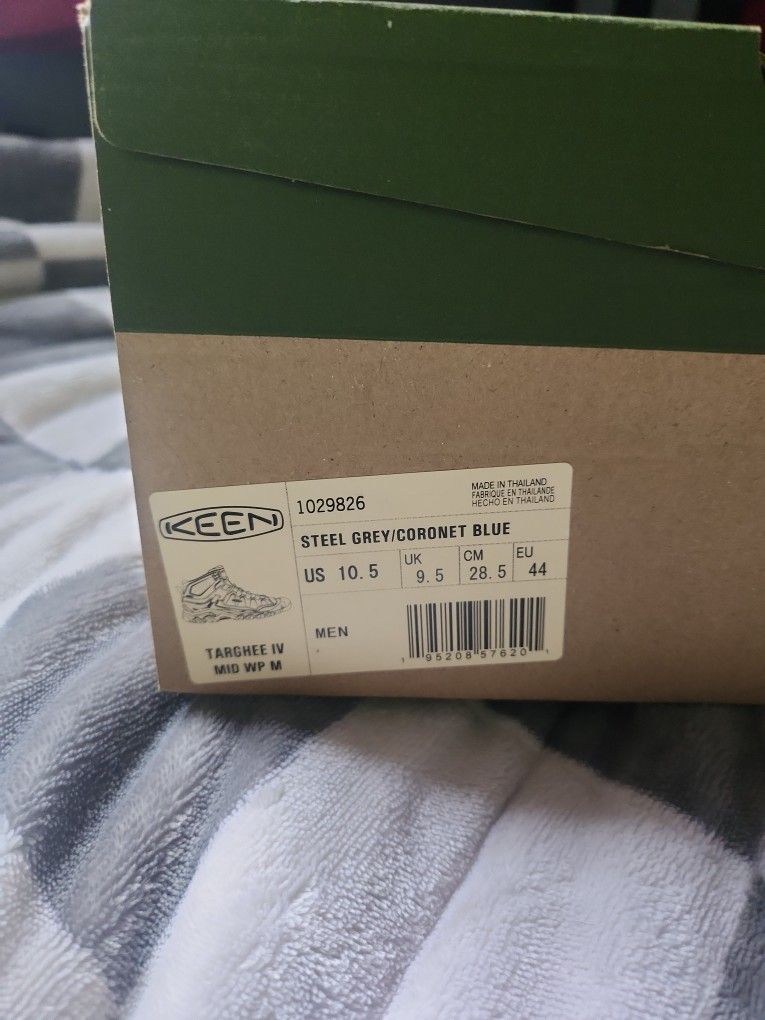 KEEN
1029826
MADE IN THAILAND
FABRIQUE EN THAILANDE
HECHO EN THAILAND
STEEL GREY/CORONET BLUE
US 10.5
UK 9.5
CM 28.5
EU 44
TARGHEE IV
MID WP M
MEN
1 95208 57620 1